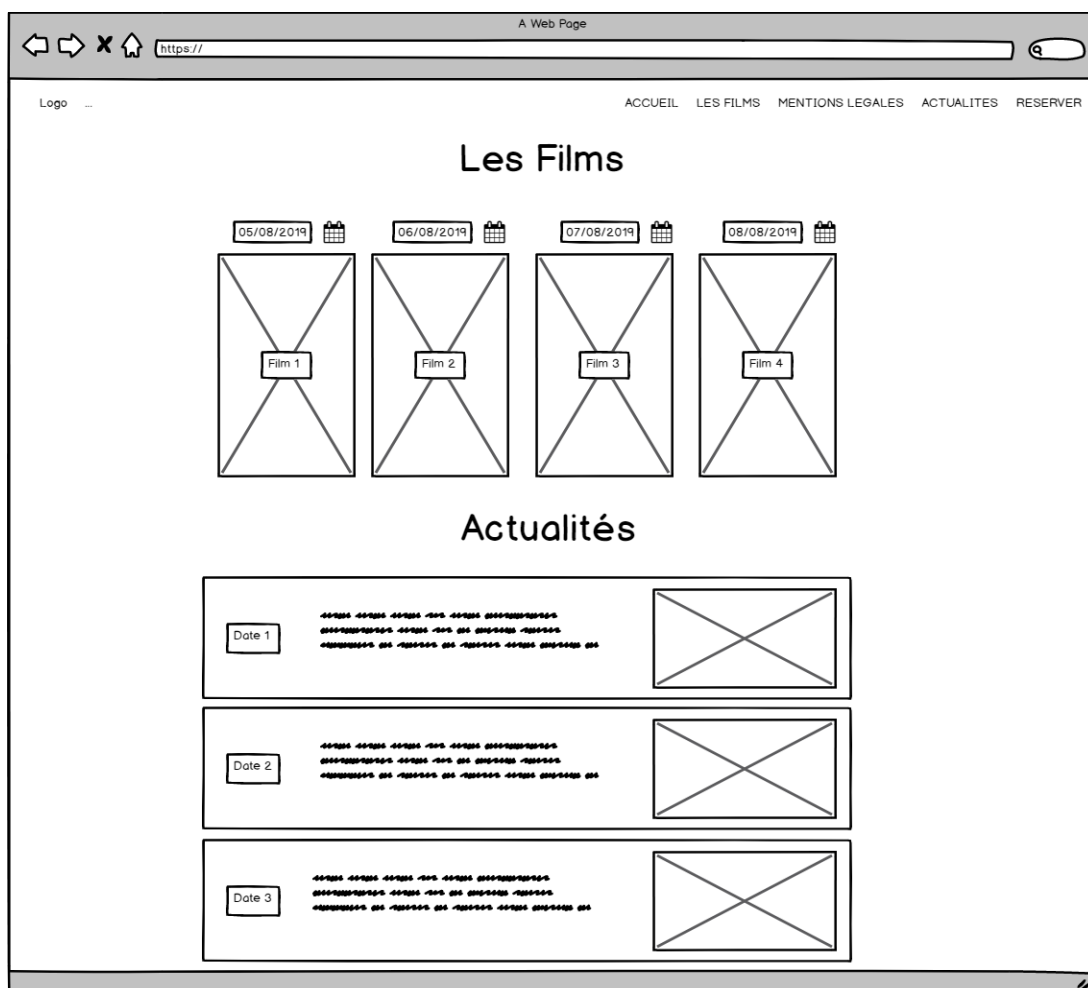 A Web Page
https://
Logo ... ACCUEIL LES FILMS MENTIONS LEGALES ACTUALITES RESERVER
Les Films
05/08/2019 06/08/2019 07/08/2019 08/08/2019
Film 1 Film 2 Film 3 Film 4
Actualités
Date 1
Date 2
Date 3